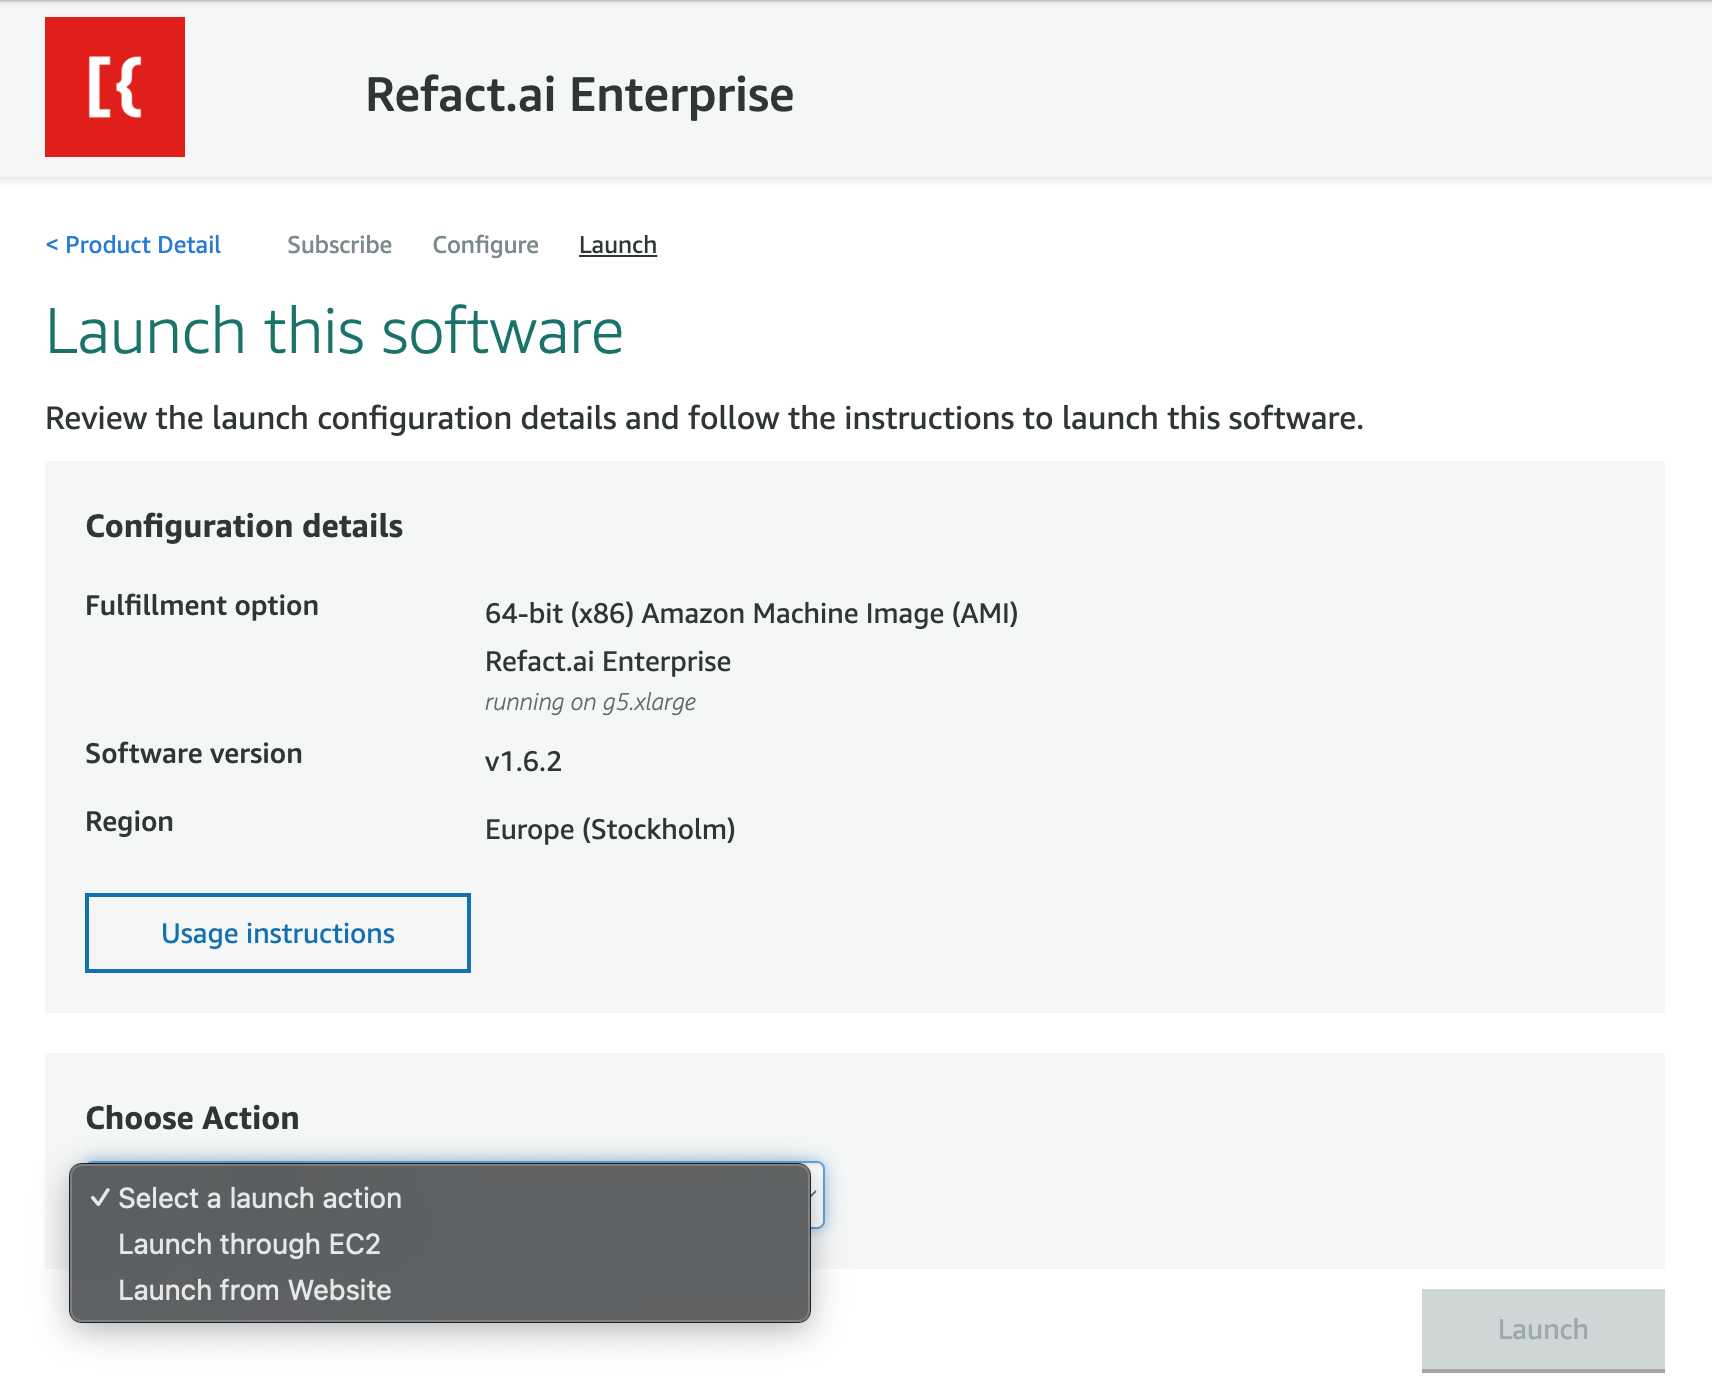 [{
Refact.ai Enterprise
< Product Detail Subscribe Configure Launch
Launch this software
Review the launch configuration details and follow the instructions to launch this software.
Configuration details
Fulfillment option
64-bit (x86) Amazon Machine Image (AMI)
Refact.ai Enterprise
running on g5.xlarge
Software version
v1.6.2
Region
Europe (Stockholm)
Usage instructions
Choose Action
✓ Select a launch action
Launch through EC2
Launch from Website
Launch